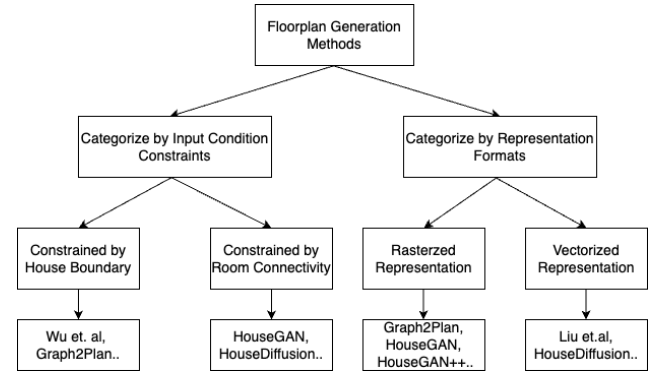 Floorplan Generation
Methods
Categorize by Input Condition
Constraints
Categorize by Representation
Formats
Constrained by
House Boundary
Constrained by
Room Connectivity
Rasterzed
Representation
Vectorized
Representation
Wu et. al,
Graph2Plan..
HouseGAN,
HouseDiffusion..
Graph2Plan,
HouseGAN,
HouseGAN++..
Liu et.al,
HouseDiffusion..